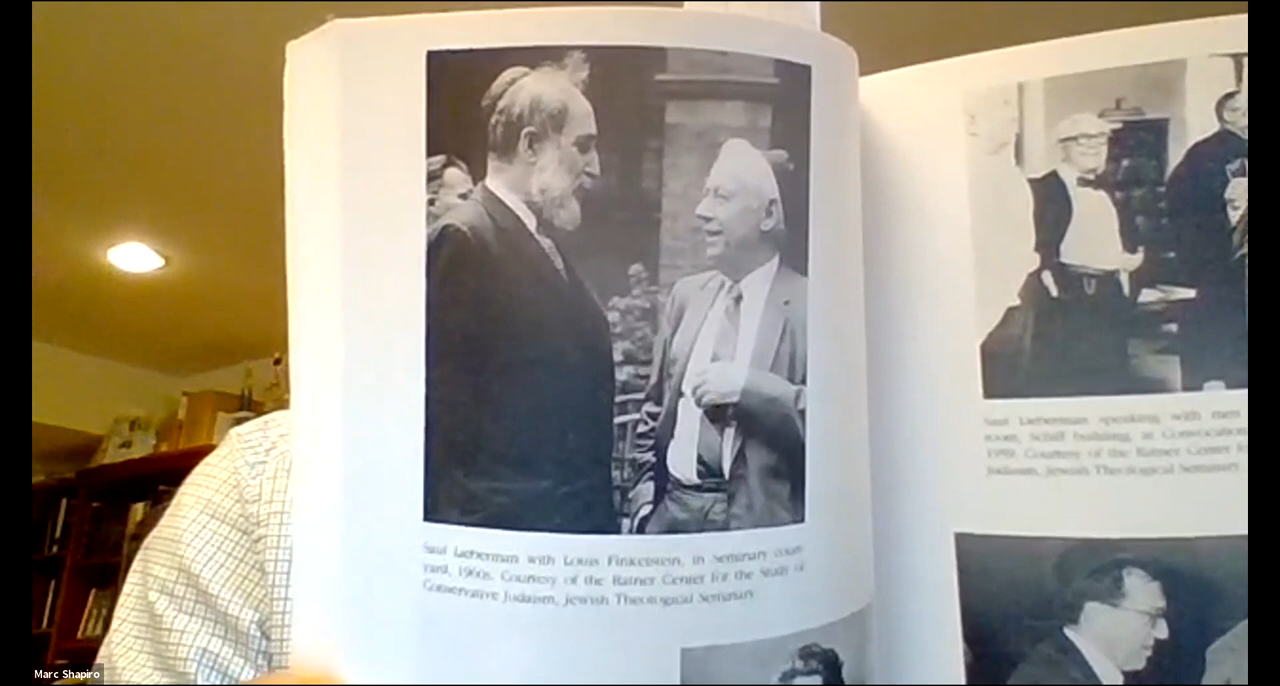 Saul Lieberman with Louis Finkelstein, in Seminary court-
yard, 1960s. Courtesy of the Ratner Center for the Study of
Conservative Judaism, Jewish Theological Seminary
Saul Lieberman speaking with men
room, Schiff building, at Convocation
Courtesy of the Ratner Center
Judaism, Jewish Theological Seminary
Marc Shapiro